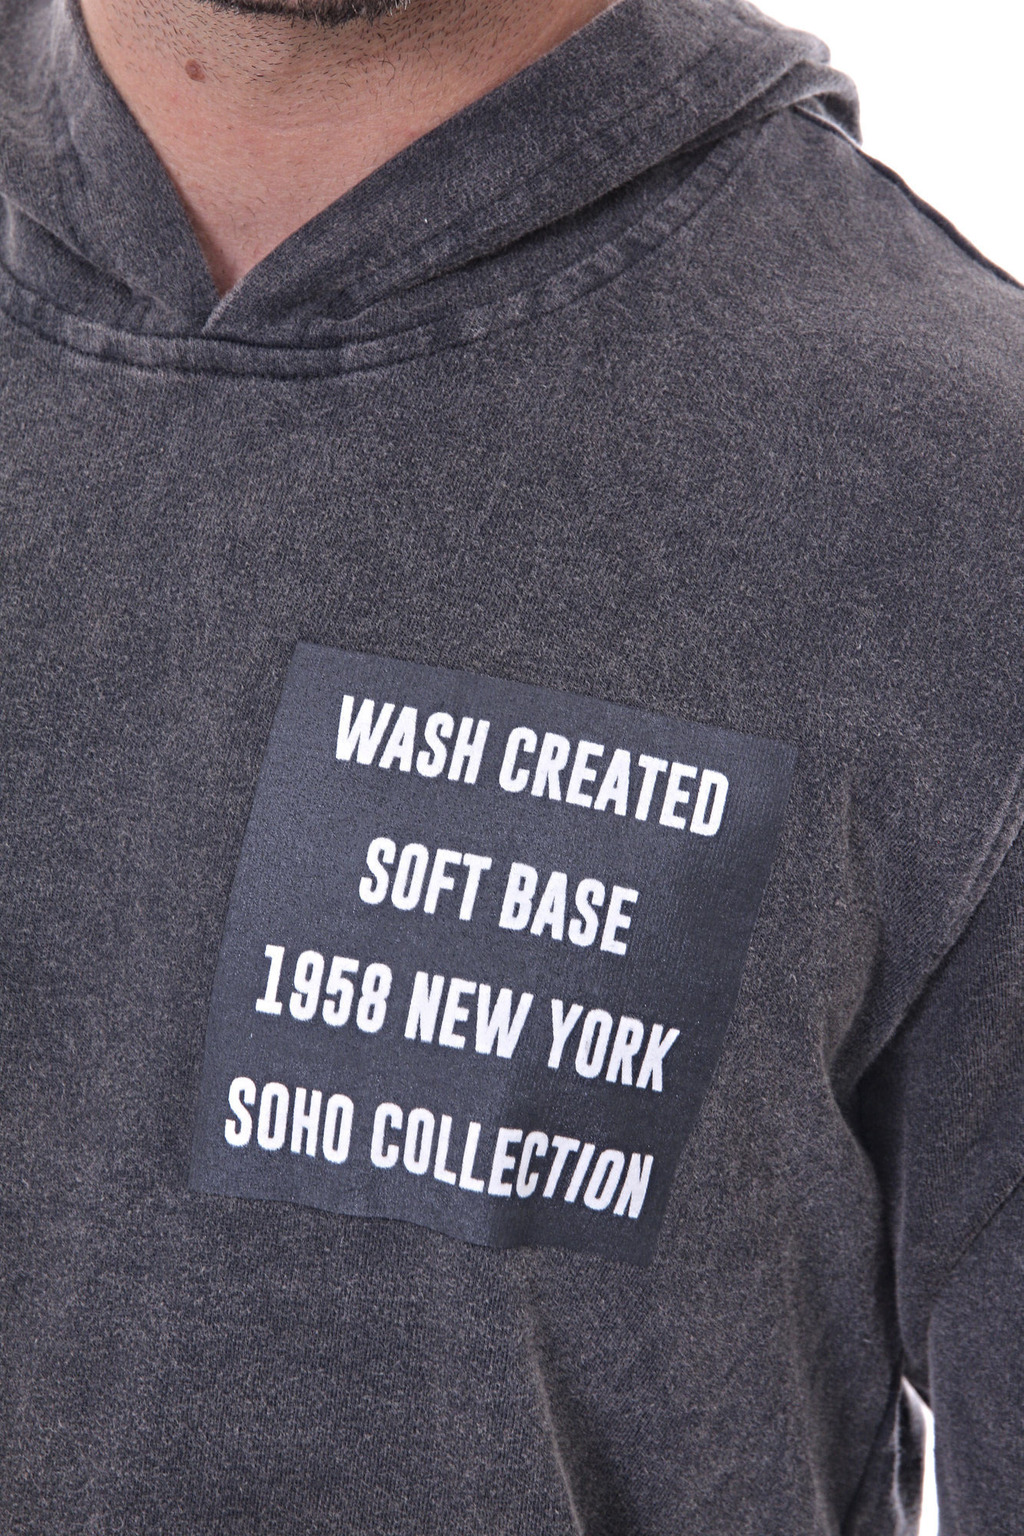 WASH CREATED
SOFT BASE
1958 NEW YORK
SOHO COLLECTION